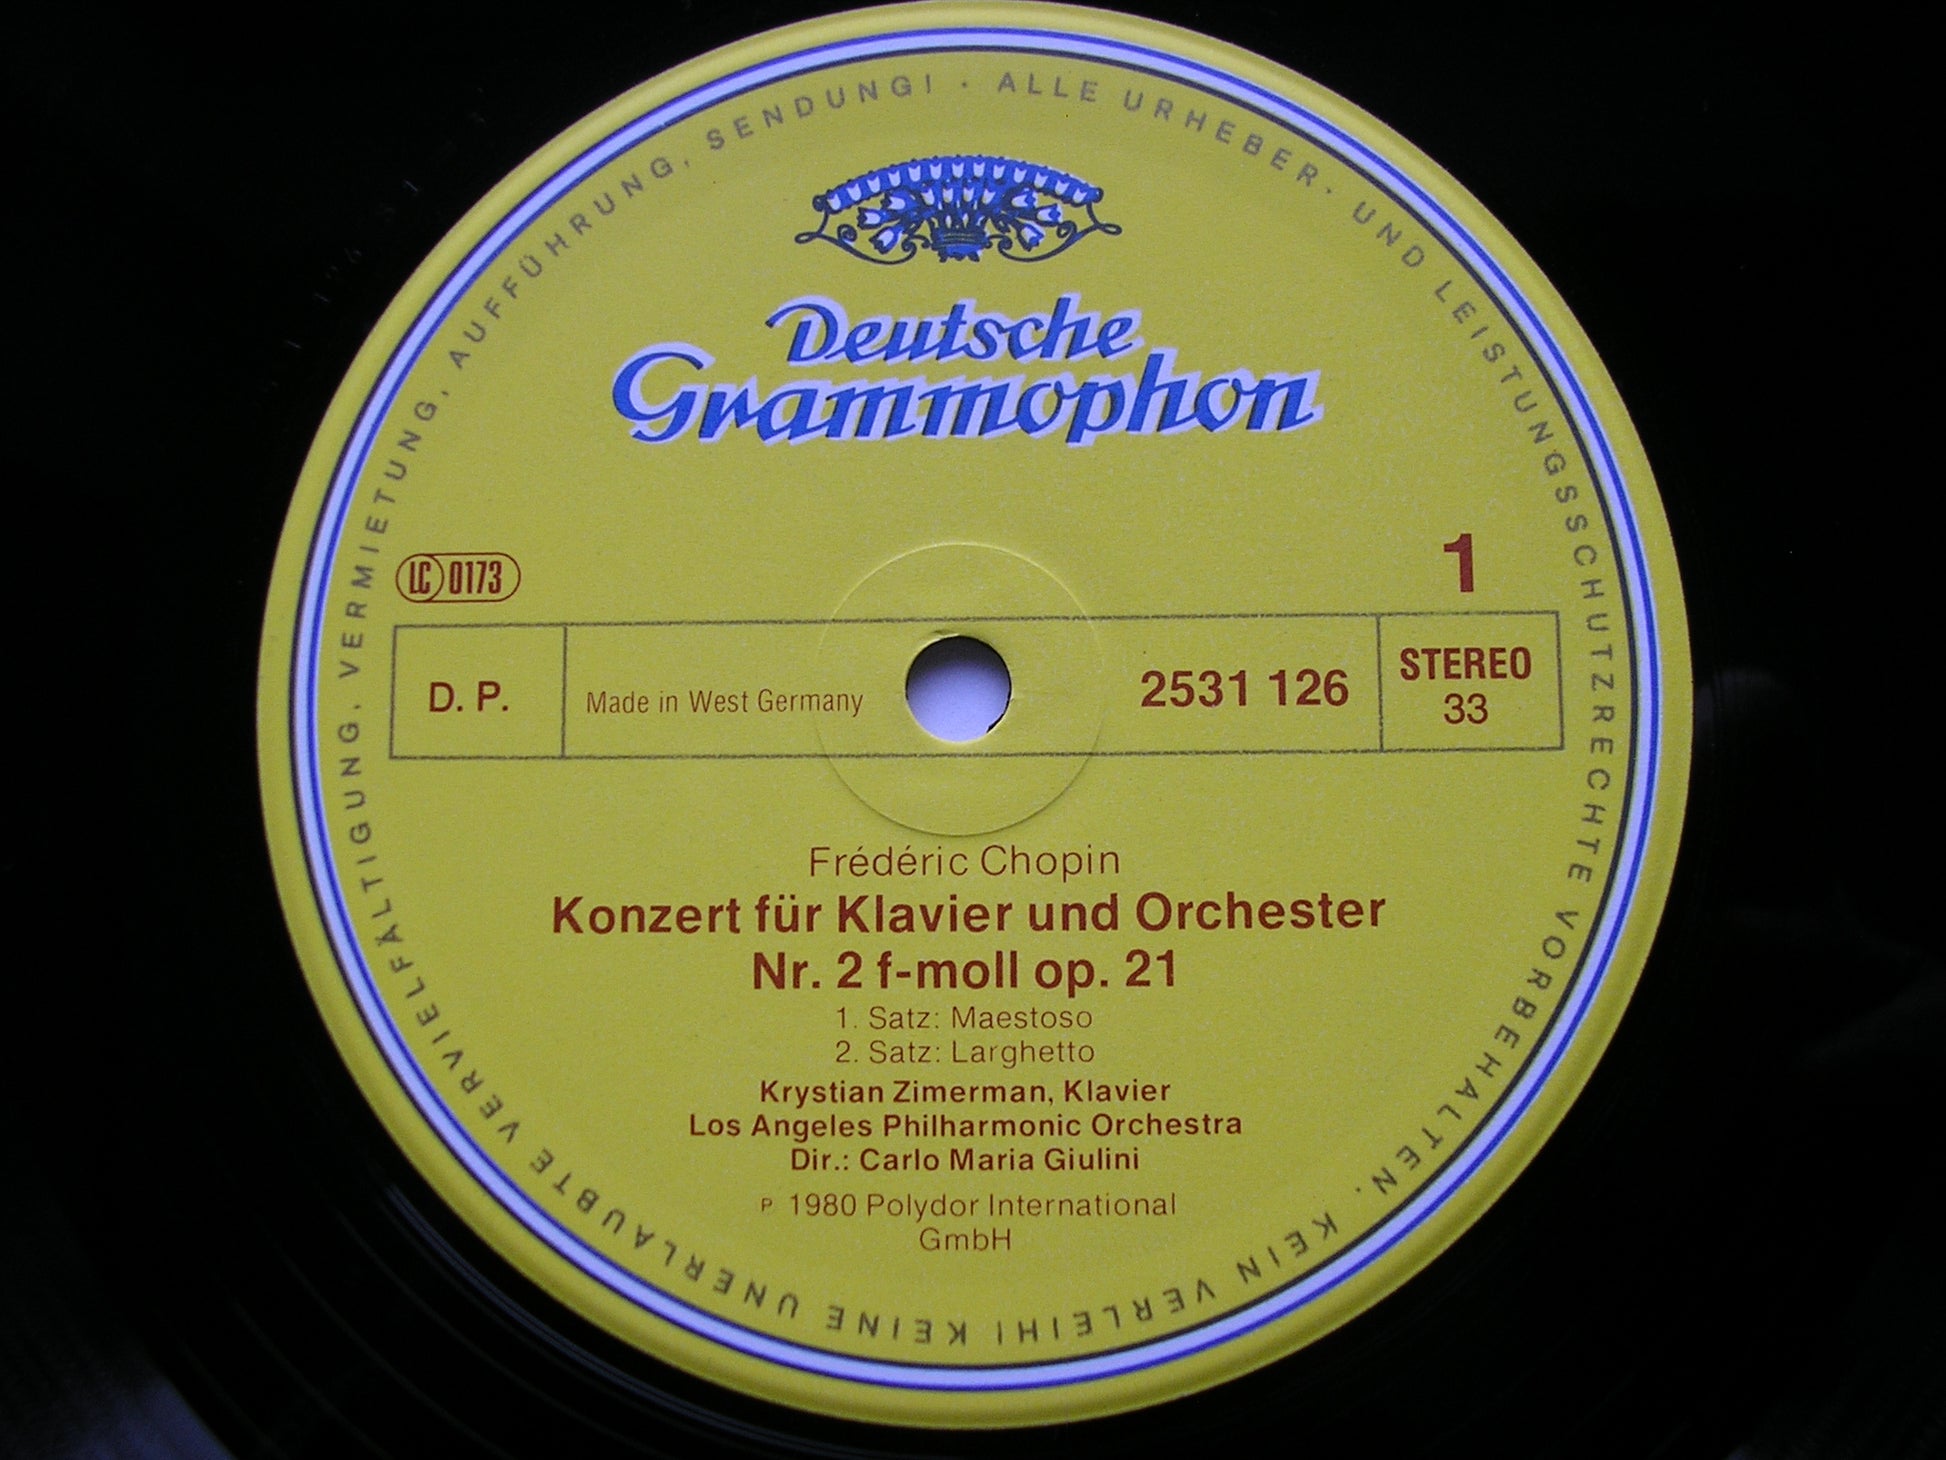 ALLE URHEBER- UND LEISTUNGSSCHUTZRECHTE VORBEHALTEN. KEIN VERLEIH! KEINE UNERLAUBTE VERVIELFÄLTIGUNG, VERMIETUNG, AUFFÜHRUNG, SENDUNG! ·
Deutsche
Grammophon
1
LC 0173
D. P.
Made in West Germany
2531 126
STEREO
33
Frédéric Chopin
Konzert für Klavier und Orchester
Nr. 2 f-moll op. 21
1. Satz: Maestoso
2. Satz: Larghetto
Krystian Zimerman, Klavier
Los Angeles Philharmonic Orchestra
Dir.: Carlo Maria Giulini
P 1980 Polydor International
GmbH